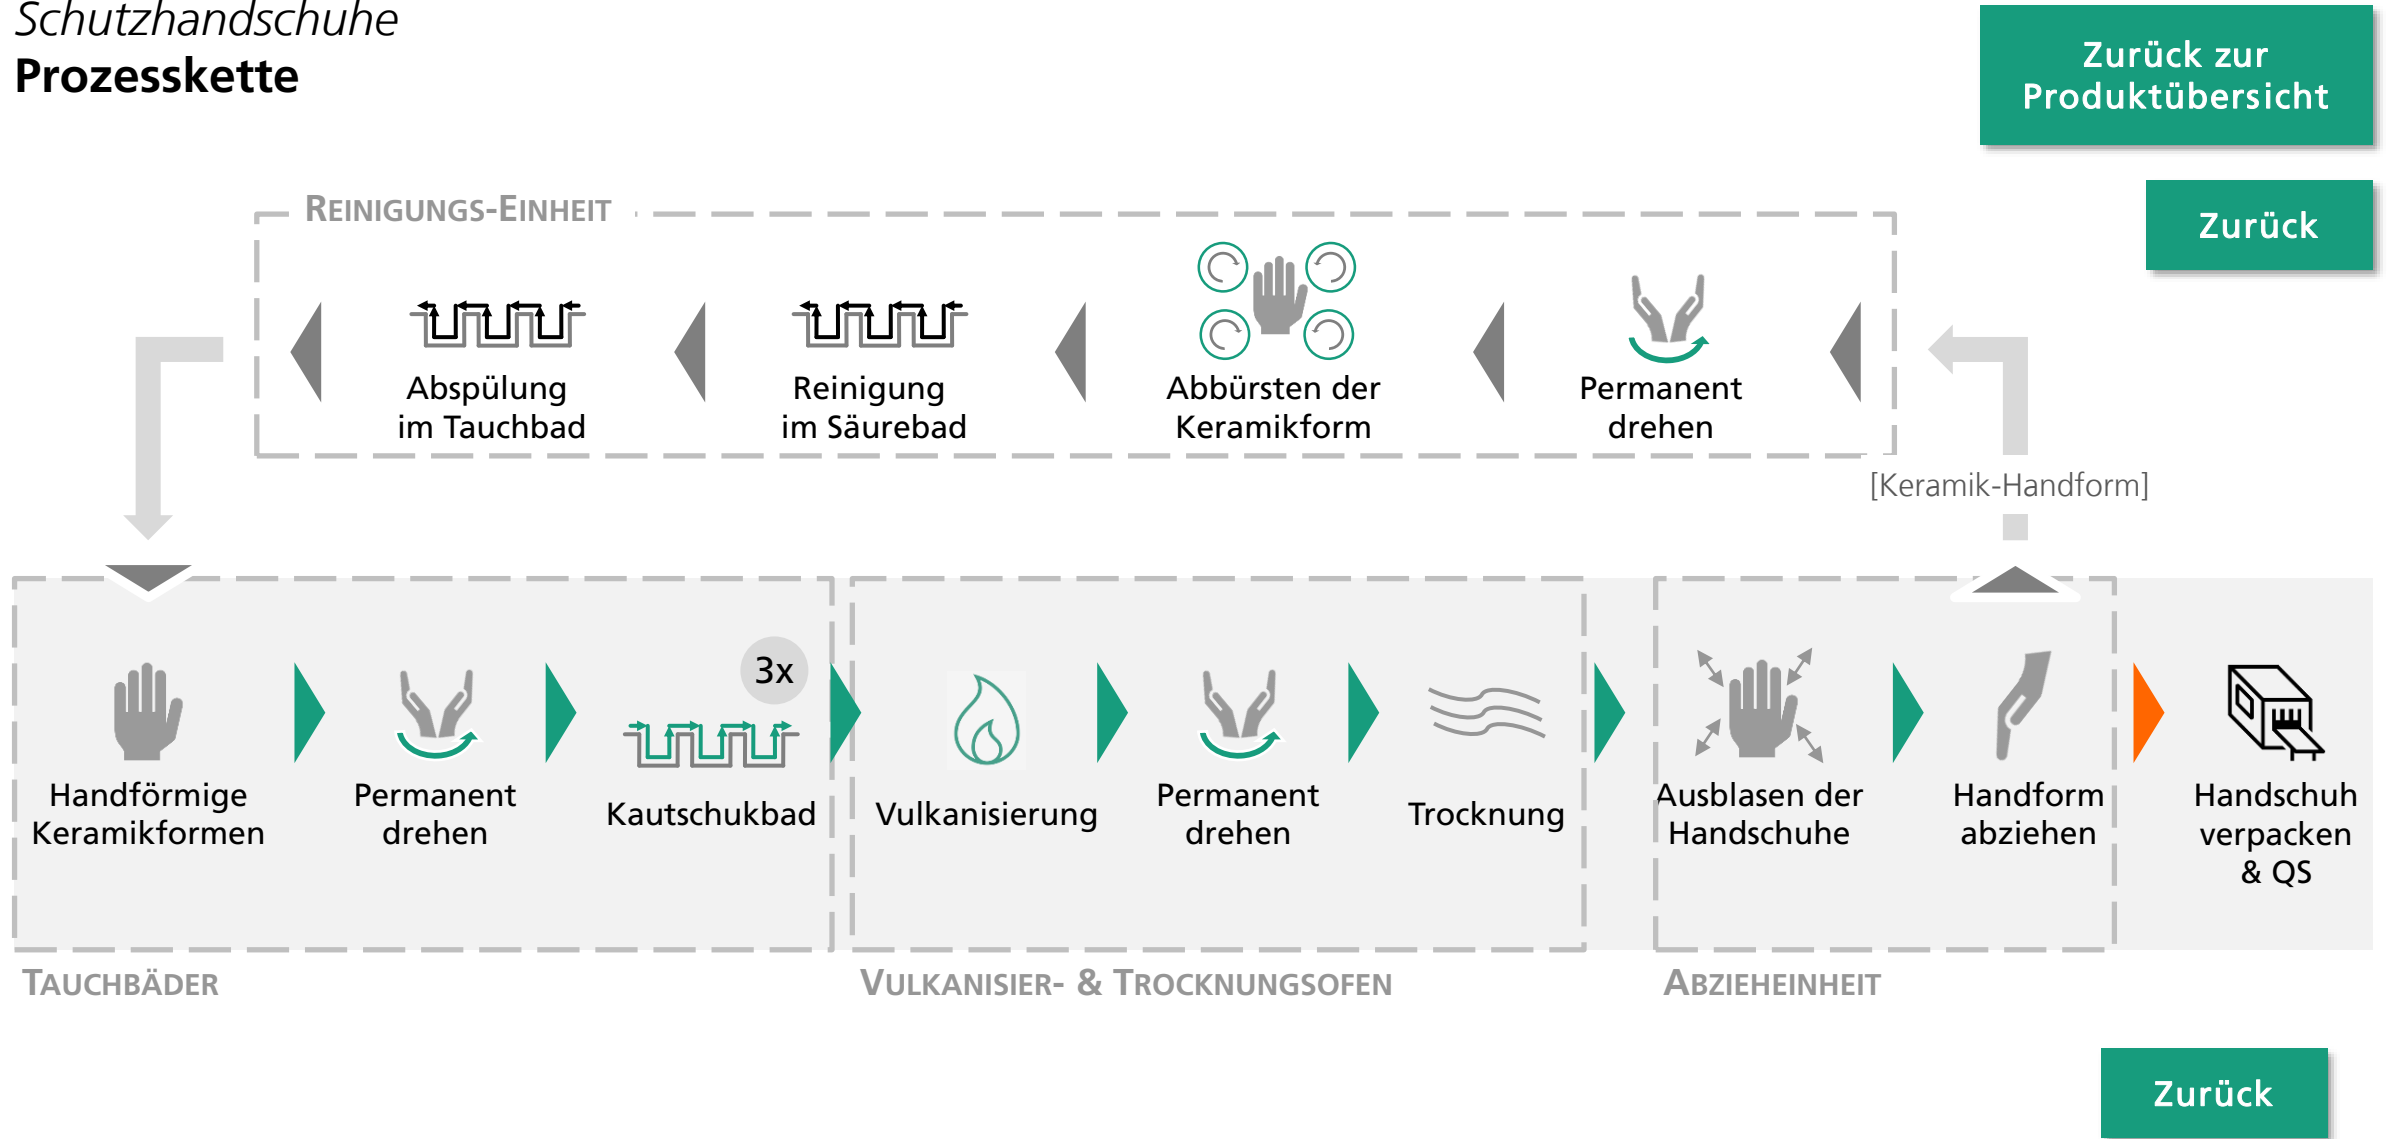 Schutzhandschuhe
Prozesskette
Zurück zur
Produktübersicht
Zurück
REINIGUNGS-EINHEIT
Abspülung
im Tauchbad
Reinigung
im Säurebad
Abbürsten der
Keramikform
Permanent
drehen
[Keramik-Handform]
3x
Handförmige
Keramikformen
Permanent
drehen
Kautschukbad
Vulkanisierung
Permanent
drehen
Trocknung
Ausblasen der
Handschuhe
Handform
abziehen
Handschuh
verpacken
& QS
TAUCHBÄDER
VULKANISIER- & TROCKNUNGSOFEN
ABZIEHEINHEIT
Zurück